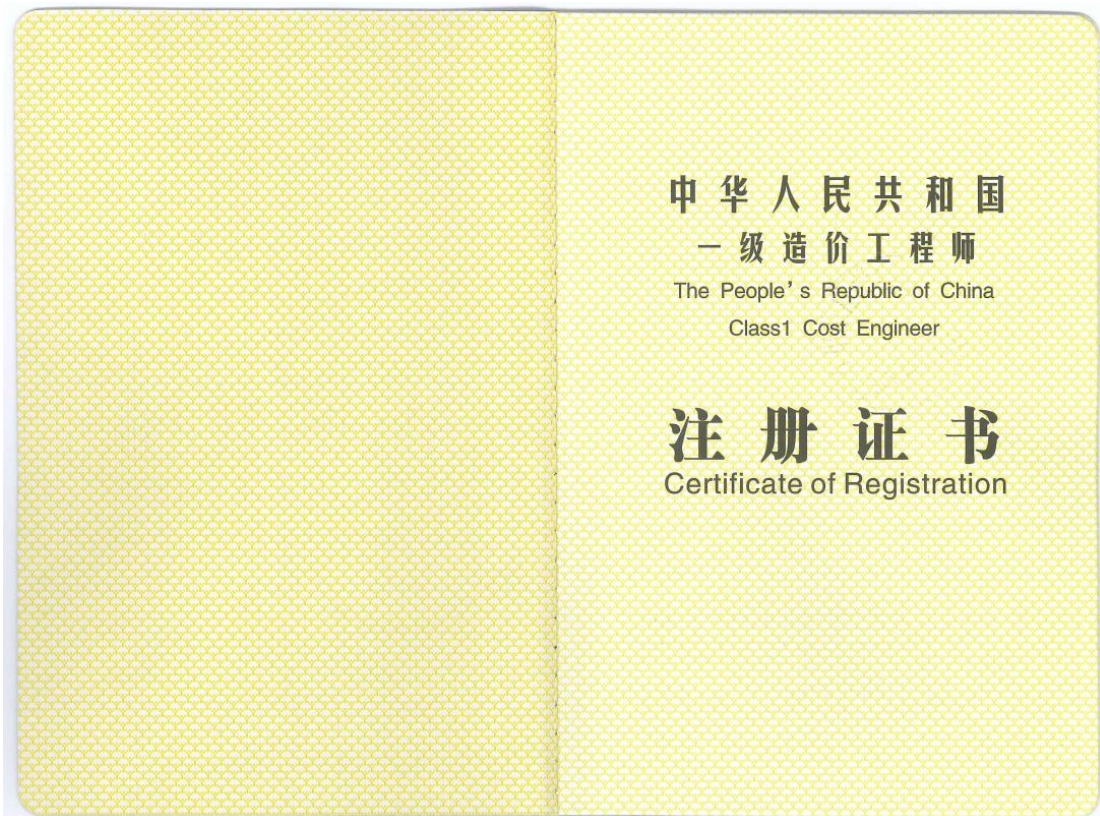 中华人民共和国
一级造价工程师
The People's Republic of China
Class1 Cost Engineer
注册证书
Certificate of Registration